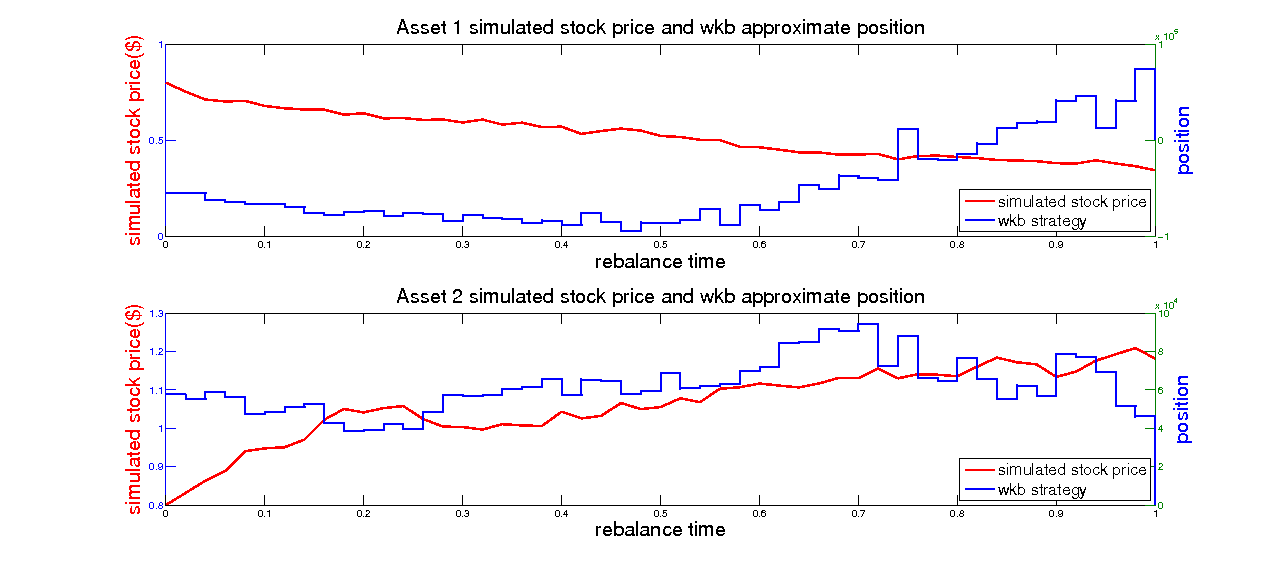 Asset 1 simulated stock price and wkb approximate position
x 10^5
simulated stock price($)
position
1
0.5
0
1
0
-1
simulated stock price
wkb strategy
0 0.1 0.2 0.3 0.4 0.5 0.6 0.7 0.8 0.9 1
rebalance time
Asset 2 simulated stock price and wkb approximate position
x 10^4
simulated stock price($)
position
1.3
1.2
1.1
1
0.9
0.8
10
8
6
4
2
0
simulated stock price
wkb strategy
0 0.1 0.2 0.3 0.4 0.5 0.6 0.7 0.8 0.9 1
rebalance time